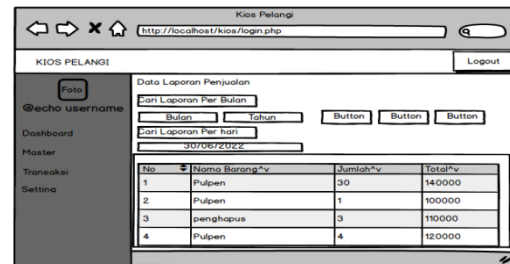 Kios Pelangi
http://localhost/kios/login.php
KIOS PELANGI
Logout
Foto
@echo username
Dashboard
Master
Transaksi
Setting
Data Laporan Penjualan
Cari Laporan Per Bulan
Bulan Tahun Button Button Button
Cari Laporan Per hari
30/06/2022
No Nama Barang^v Jumlah^v Total^v
1 Pulpen 30 140000
2 Pulpen 1 100000
3 penghapus 3 110000
4 Pulpen 4 120000